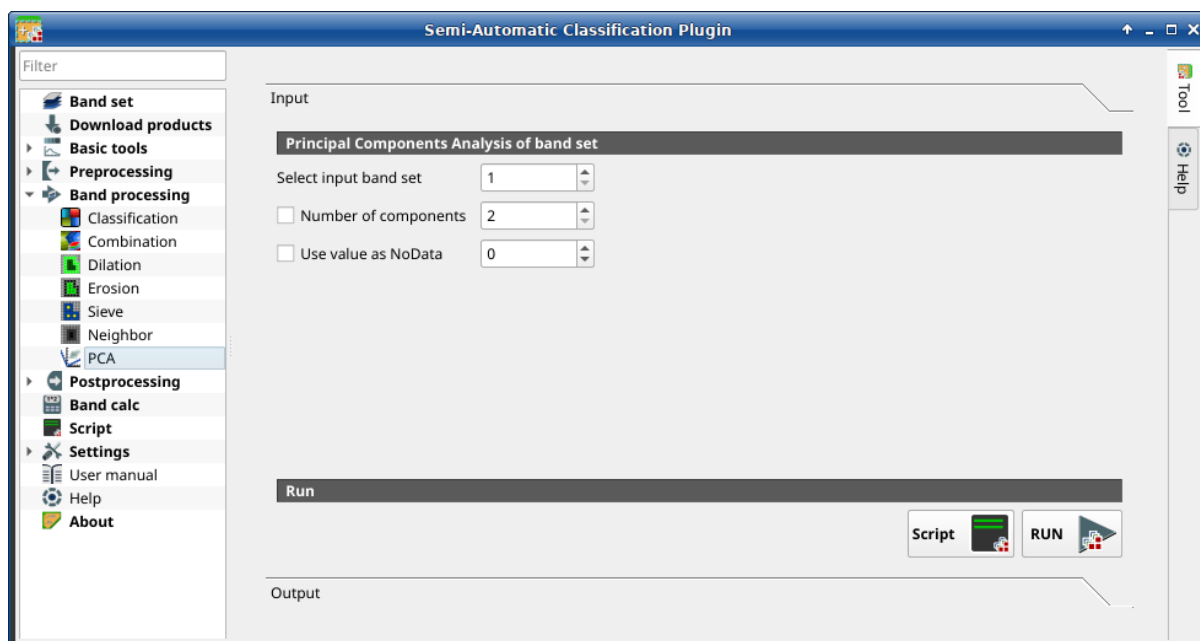 Semi-Automatic Classification Plugin
Filter
Band set
Download products
Basic tools
Preprocessing
Band processing
Classification
Combination
Dilation
Erosion
Sieve
Neighbor
PCA
Postprocessing
Band calc
Script
Settings
User manual
Help
About
Input
Principal Components Analysis of band set
Select input band set 1
Number of components 2
Use value as NoData 0
Run
Script RUN
Output
Tool
Help